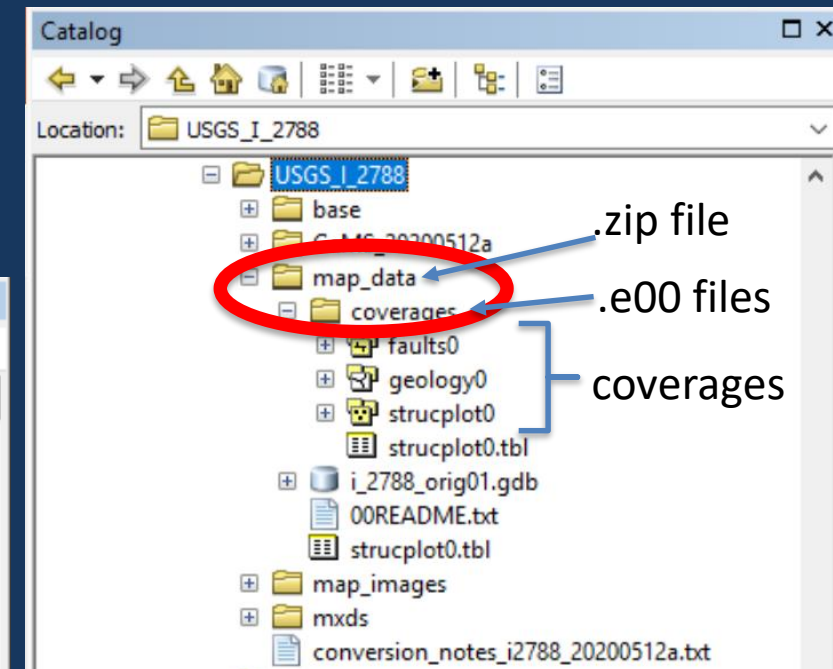 Catalog
Location: USGS_I_2788
USGS_I_2788
base
GeMS_20200512a
.zip file
map_data
.e00 files
coverages
faults0
geology0
coverages
strucplot0
strucplot0.tbl
i_2788_orig01.gdb
00README.txt
strucplot0.tbl
map_images
mxds
conversion_notes_i2788_20200512a.txt